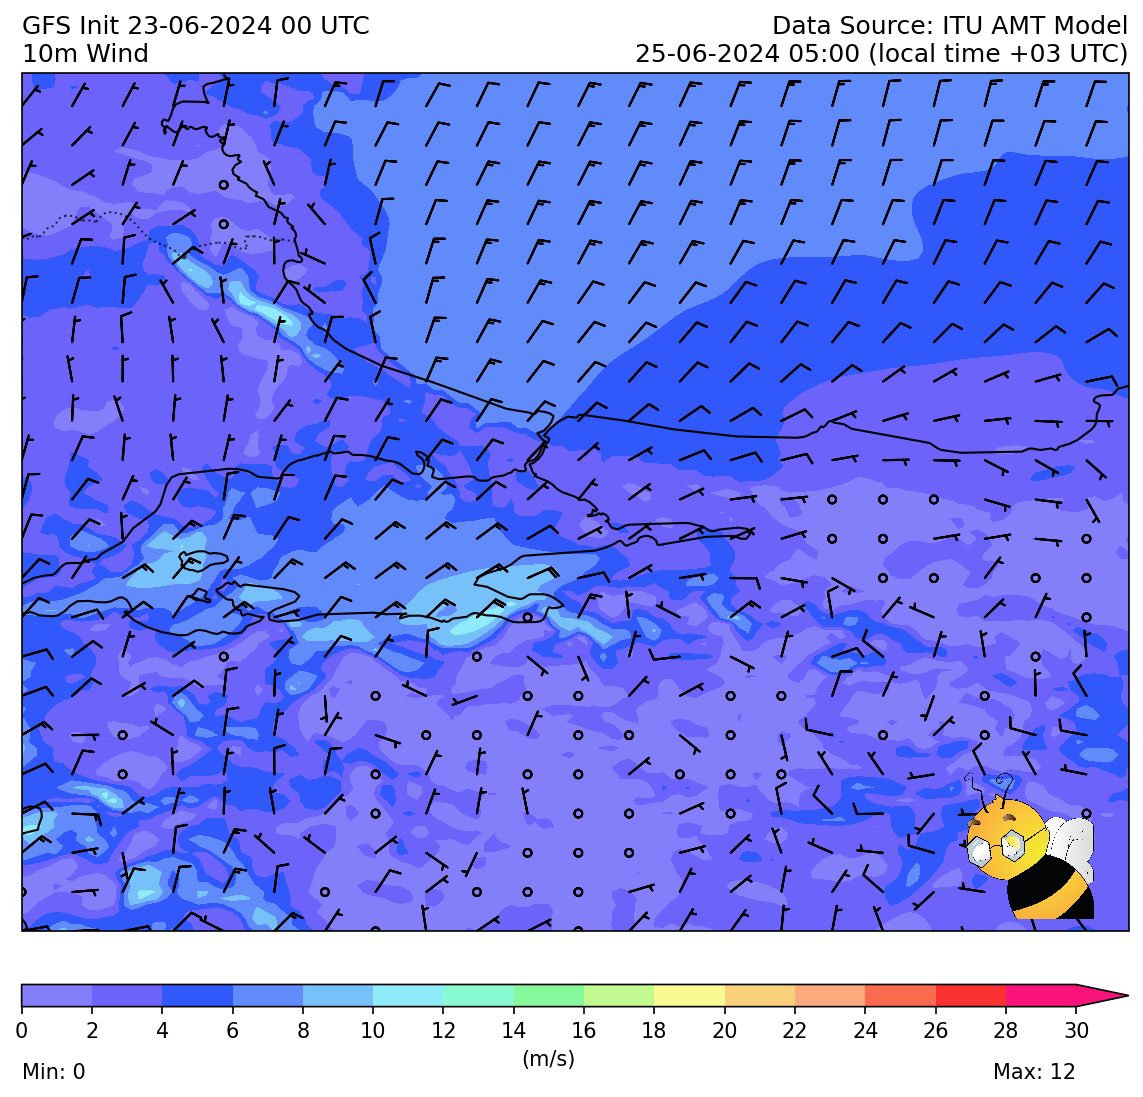 GFS Init 23-06-2024 00 UTC
Data Source: ITU AMT Model
10m Wind
25-06-2024 05:00 (local time +03 UTC)
0 2 4 6 8 10 12 14 16 18 20 22 24 26 28 30
(m/s)
Min: 0
Max: 12